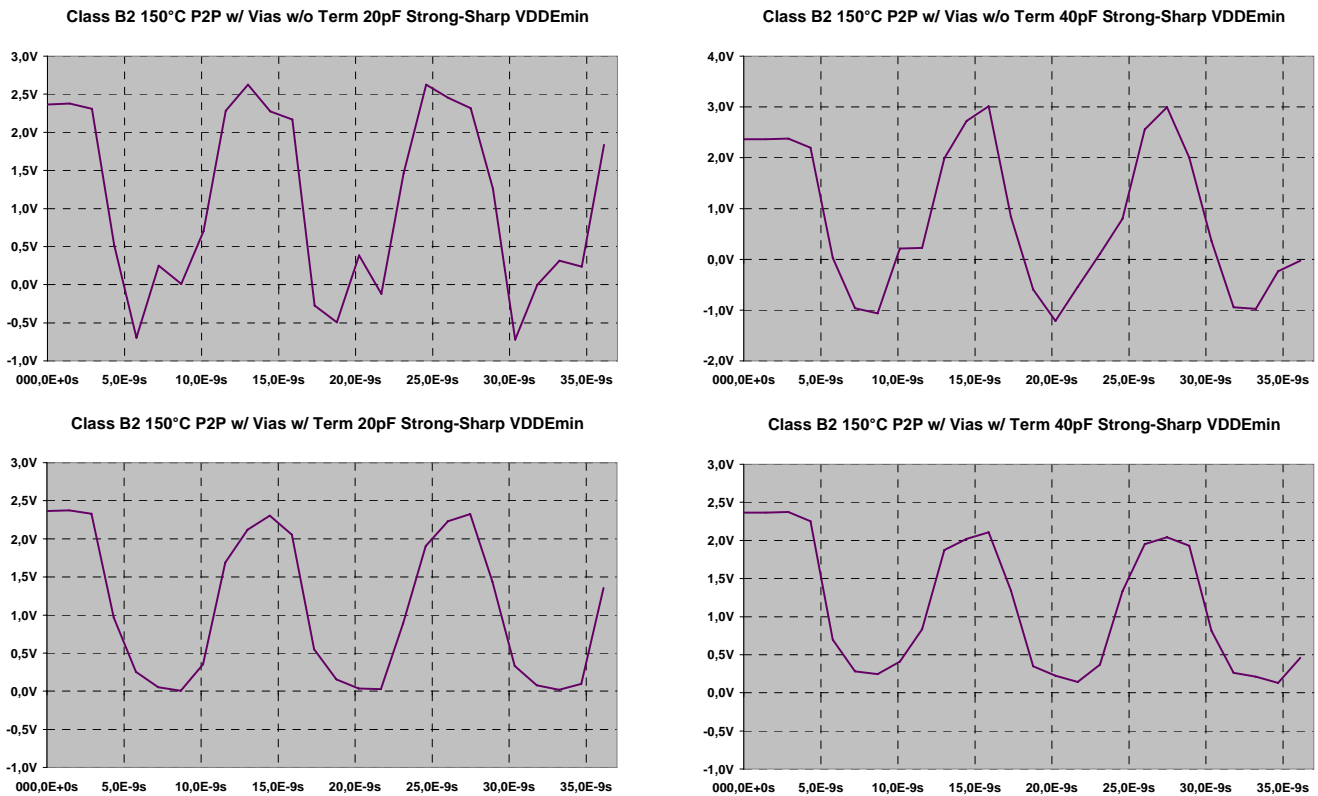 Class B2 150°C P2P w/ Vias w/o Term 20pF Strong-Sharp VDDEmin
3,0V
2,5V
2,0V
1,5V
1,0V
0,5V
0,0V
-0,5V
-1,0V
000,0E+0s 5,0E-9s 10,0E-9s 15,0E-9s 20,0E-9s 25,0E-9s 30,0E-9s 35,0E-9s
Class B2 150°C P2P w/ Vias w/o Term 40pF Strong-Sharp VDDEmin
4,0V
3,0V
2,0V
1,0V
0,0V
-1,0V
-2,0V
000,0E+0s 5,0E-9s 10,0E-9s 15,0E-9s 20,0E-9s 25,0E-9s 30,0E-9s 35,0E-9s
Class B2 150°C P2P w/ Vias w/ Term 20pF Strong-Sharp VDDEmin
3,0V
2,5V
2,0V
1,5V
1,0V
0,5V
0,0V
-0,5V
-1,0V
000,0E+0s 5,0E-9s 10,0E-9s 15,0E-9s 20,0E-9s 25,0E-9s 30,0E-9s 35,0E-9s
Class B2 150°C P2P w/ Vias w/ Term 40pF Strong-Sharp VDDEmin
3,0V
2,5V
2,0V
1,5V
1,0V
0,5V
0,0V
-0,5V
-1,0V
000,0E+0s 5,0E-9s 10,0E-9s 15,0E-9s 20,0E-9s 25,0E-9s 30,0E-9s 35,0E-9s